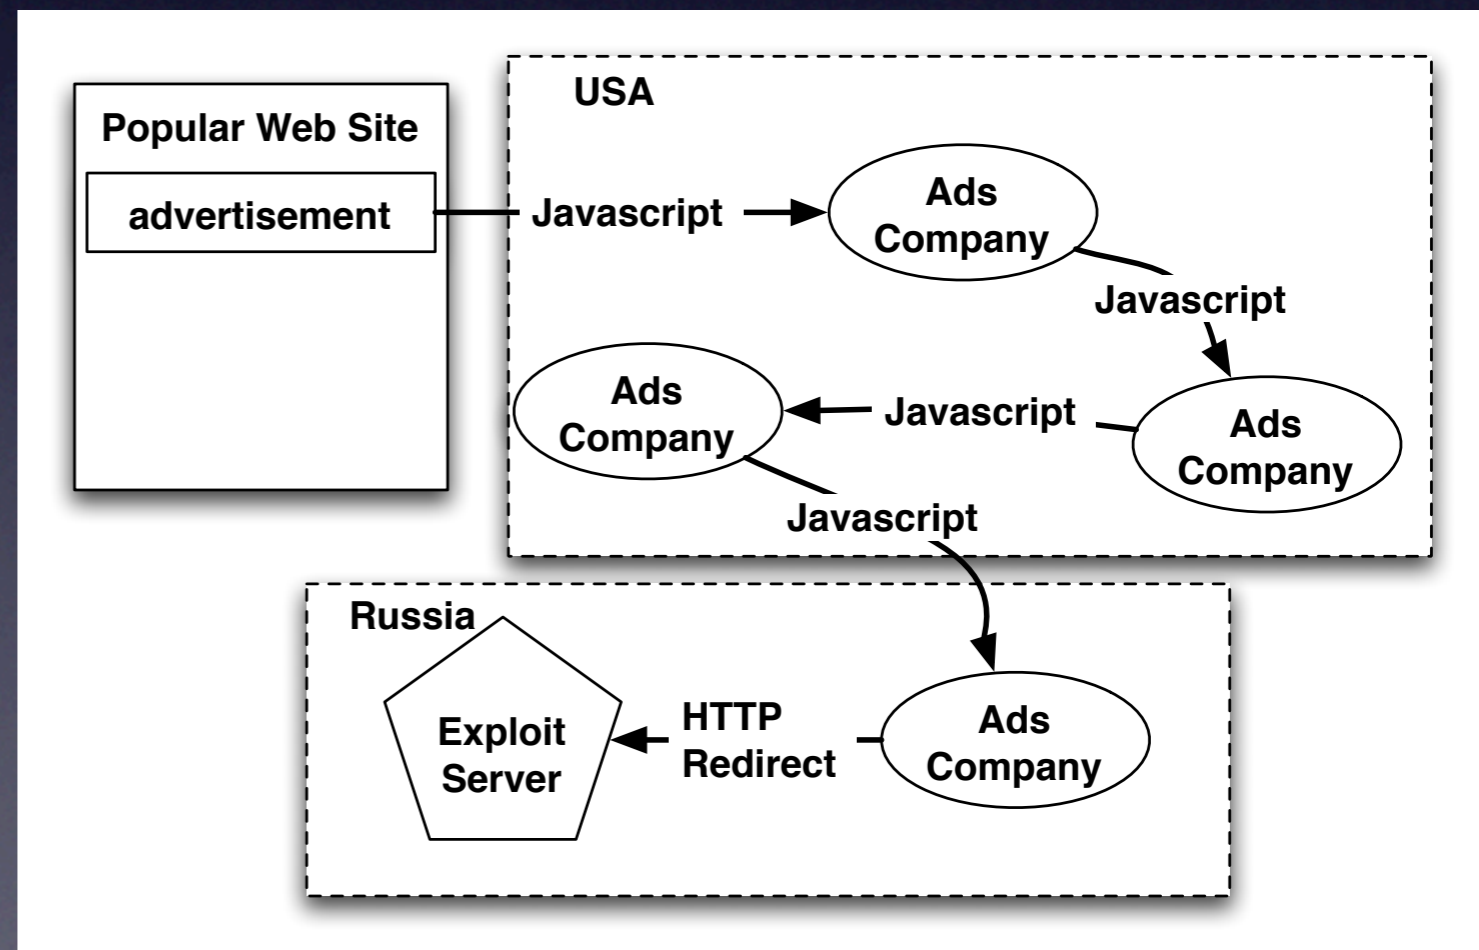 USA
Popular Web Site
advertisement
Javascript
Ads
Company
Javascript
Ads
Company
Javascript
Ads
Company
Javascript
Russia
Ads
Company
HTTP
Redirect
Exploit
Server